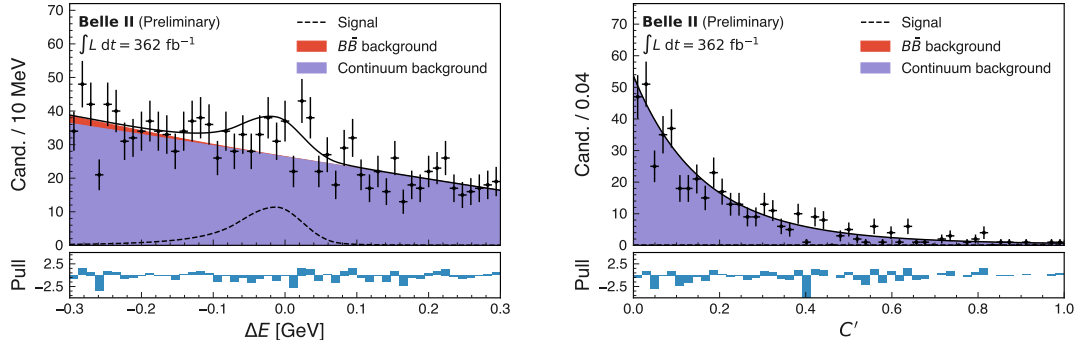 Belle II (Preliminary)
∫L dt = 362 fb⁻¹
Signal
BB̄ background
Continuum background
Cand. / 10 MeV
70
60
50
40
30
20
10
0
Pull
2.5
−2.5
−0.3 −0.2 −0.1 0.0 0.1 0.2 0.3
ΔE [GeV]
Belle II (Preliminary)
∫L dt = 362 fb⁻¹
Signal
BB̄ background
Continuum background
Cand. / 0.04
70
60
50
40
30
20
10
0
Pull
2.5
−2.5
0.0 0.2 0.4 0.6 0.8 1.0
C′